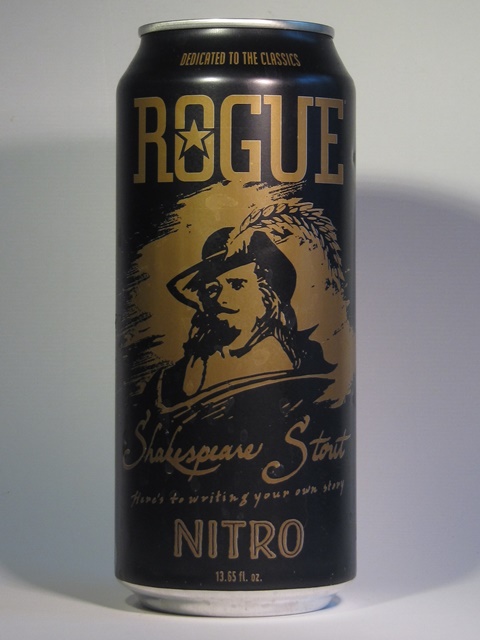 DEDICATED TO THE CLASSICS
ROGUE
Shakespeare Stout
Here's to writing your own story
NITRO
13.65 fl. oz.